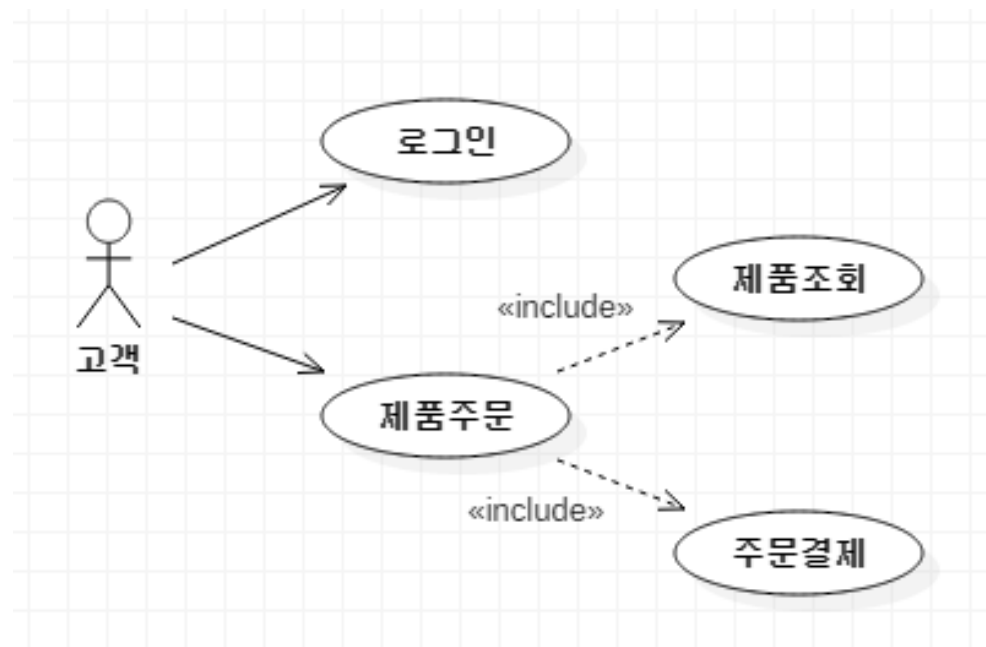 로그인
제품조회
«include»
고객
제품주문
«include»
주문결제